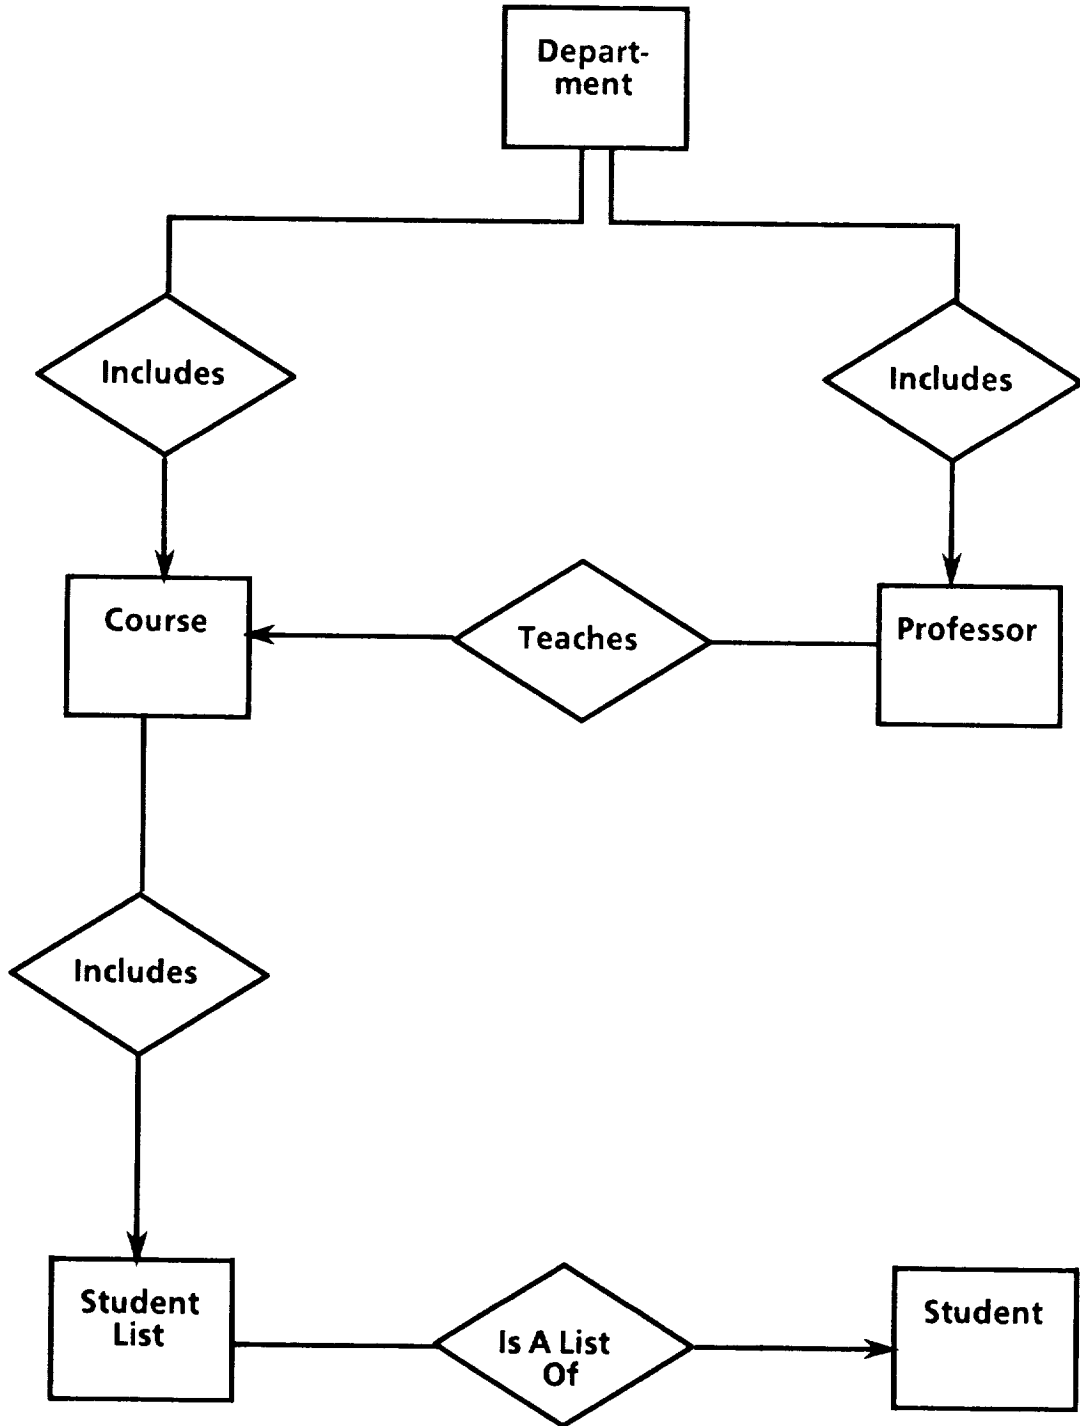 Depart-
ment
Includes
Includes
Course
Teaches
Professor
Includes
Student
List
Is A List
Of
Student